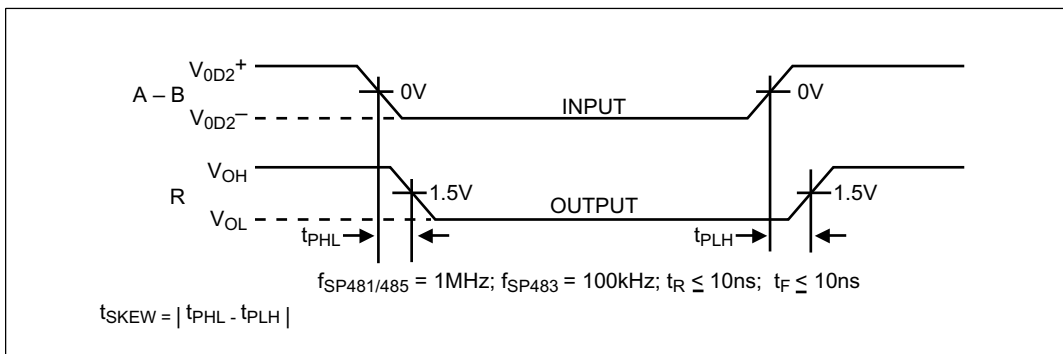 V0D2+
A – B
0V
0V
V0D2–
INPUT
VOH
R
1.5V
1.5V
VOL
OUTPUT
tPHL
tPLH
fSP481/485 = 1MHz; fSP483 = 100kHz; tR ≤ 10ns; tF ≤ 10ns
tSKEW = | tPHL - tPLH |